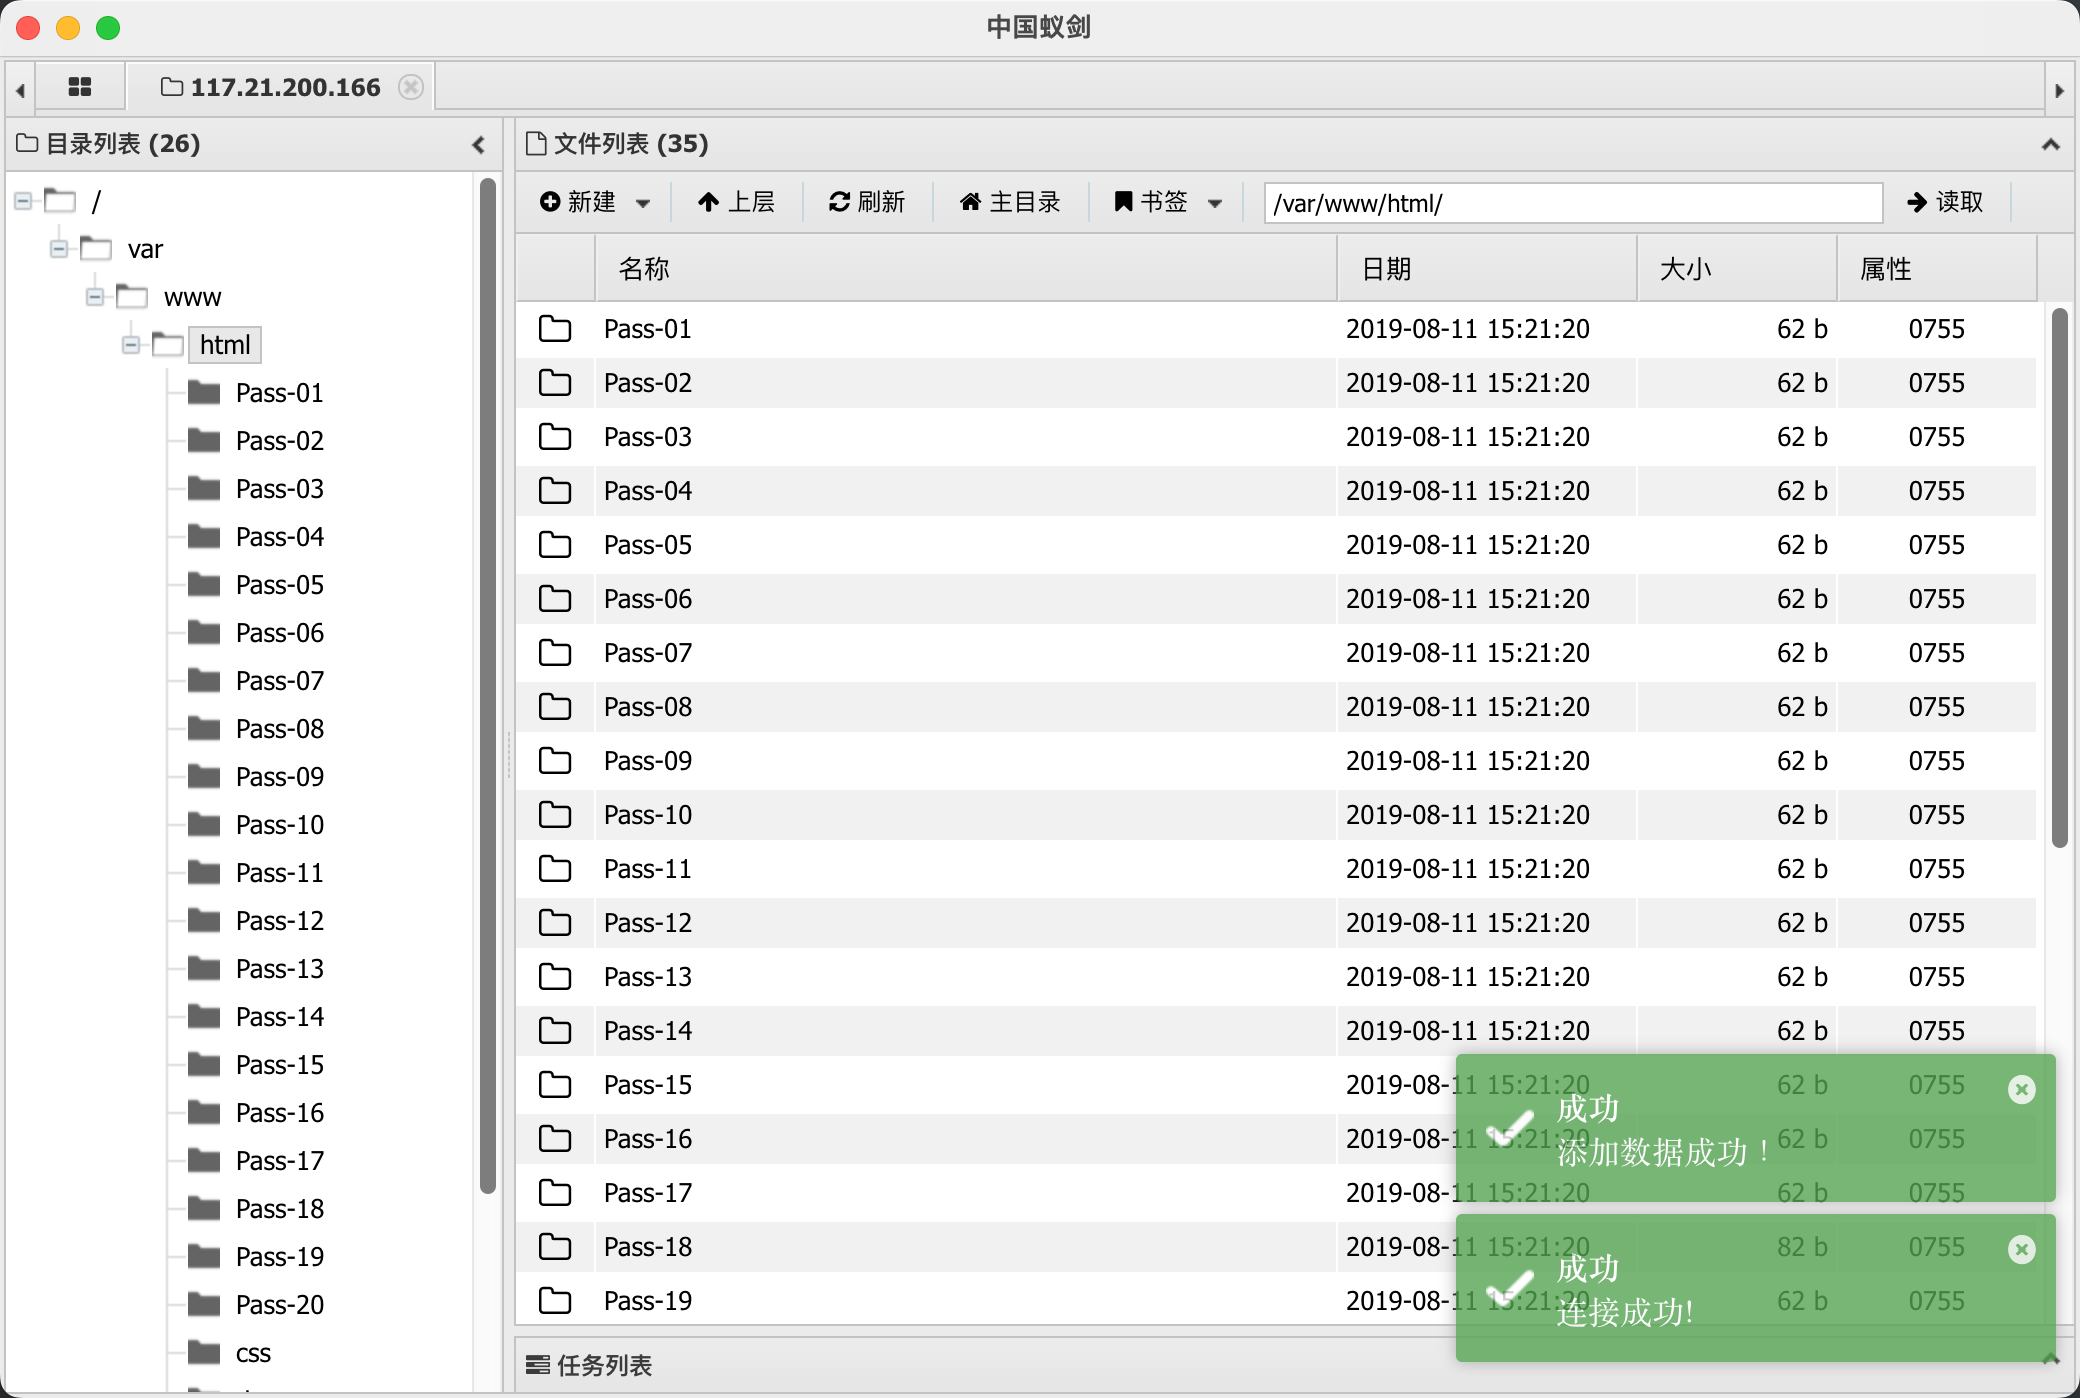 中国蚁剑
117.21.200.166
目录列表 (26)
/
var
www
html
Pass-01
Pass-02
Pass-03
Pass-04
Pass-05
Pass-06
Pass-07
Pass-08
Pass-09
Pass-10
Pass-11
Pass-12
Pass-13
Pass-14
Pass-15
Pass-16
Pass-17
Pass-18
Pass-19
Pass-20
css
文件列表 (35)
新建 上层 刷新 主目录 书签 /var/www/html/ 读取
名称 日期 大小 属性
Pass-01 2019-08-11 15:21:20 62 b 0755
Pass-02 2019-08-11 15:21:20 62 b 0755
Pass-03 2019-08-11 15:21:20 62 b 0755
Pass-04 2019-08-11 15:21:20 62 b 0755
Pass-05 2019-08-11 15:21:20 62 b 0755
Pass-06 2019-08-11 15:21:20 62 b 0755
Pass-07 2019-08-11 15:21:20 62 b 0755
Pass-08 2019-08-11 15:21:20 62 b 0755
Pass-09 2019-08-11 15:21:20 62 b 0755
Pass-10 2019-08-11 15:21:20 62 b 0755
Pass-11 2019-08-11 15:21:20 62 b 0755
Pass-12 2019-08-11 15:21:20 62 b 0755
Pass-13 2019-08-11 15:21:20 62 b 0755
Pass-14 2019-08-11 15:21:20 62 b 0755
Pass-15 2019-08-11 15:21:20 62 b 0755
Pass-16 2019-08-11 15:21:20 62 b 0755
Pass-17 2019-08-11 15:21:20 62 b 0755
Pass-18 2019-08-11 15:21:20 82 b 0755
Pass-19 2019-08-11 15:21:20 62 b 0755
成功
添加数据成功！
成功
连接成功!
任务列表